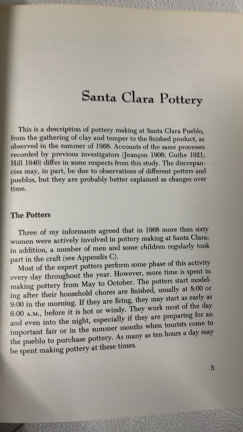 Santa Clara Pottery
This is a description of pottery making at Santa Clara Pueblo,
from the gathering of clay and temper to the finished product, as
observed in the summer of 1968. Accounts of the same processes
recorded by previous investigators (Jeançon 1906; Guthe 1921;
Hill 1940) differ in some respects from this study. The discrepan-
cies may, in part, be due to observations of different potters and
pueblos, but they are probably better explained as changes over
time.
The Potters
Three of my informants agreed that in 1968 more than sixty
women were actively involved in pottery making at Santa Clara;
in addition, a number of men and some children regularly took
part in the craft (see Appendix C).
Most of the expert potters perform some phase of this activity
every day throughout the year. However, more time is spent in
making pottery from May to October. The potters start model-
ing after their household chores are finished, usually at 8:00 or
9:00 in the morning. If they are firing, they may start as early as
6:00 A.M., before it is hot or windy. They work most of the day
and even into the night, especially if they are preparing for an
important fair or in the summer months when tourists come to
the pueblo to purchase pottery. As many as ten hours a day may
be spent making pottery at these times.
5